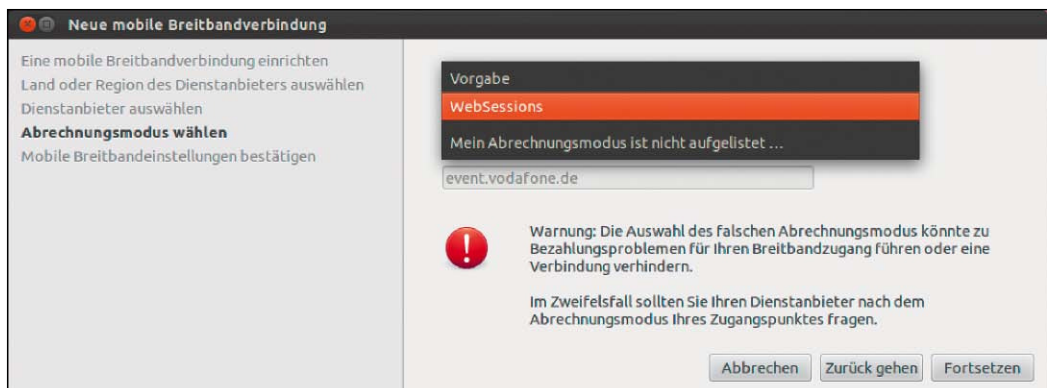 Neue mobile Breitbandverbindung
Eine mobile Breitbandverbindung einrichten
Land oder Region des Dienstanbieters auswählen
Dienstanbieter auswählen
Abrechnungsmodus wählen
Mobile Breitbandeinstellungen bestätigen
Vorgabe
WebSessions
Mein Abrechnungsmodus ist nicht aufgelistet ...
event.vodafone.de
Warnung: Die Auswahl des falschen Abrechnungsmodus könnte zu
Bezahlungsproblemen für Ihren Breitbandzugang führen oder eine
Verbindung verhindern.
Im Zweifelsfall sollten Sie Ihren Dienstanbieter nach dem
Abrechnungsmodus Ihres Zugangspunktes fragen.
Abbrechen
Zurück gehen
Fortsetzen